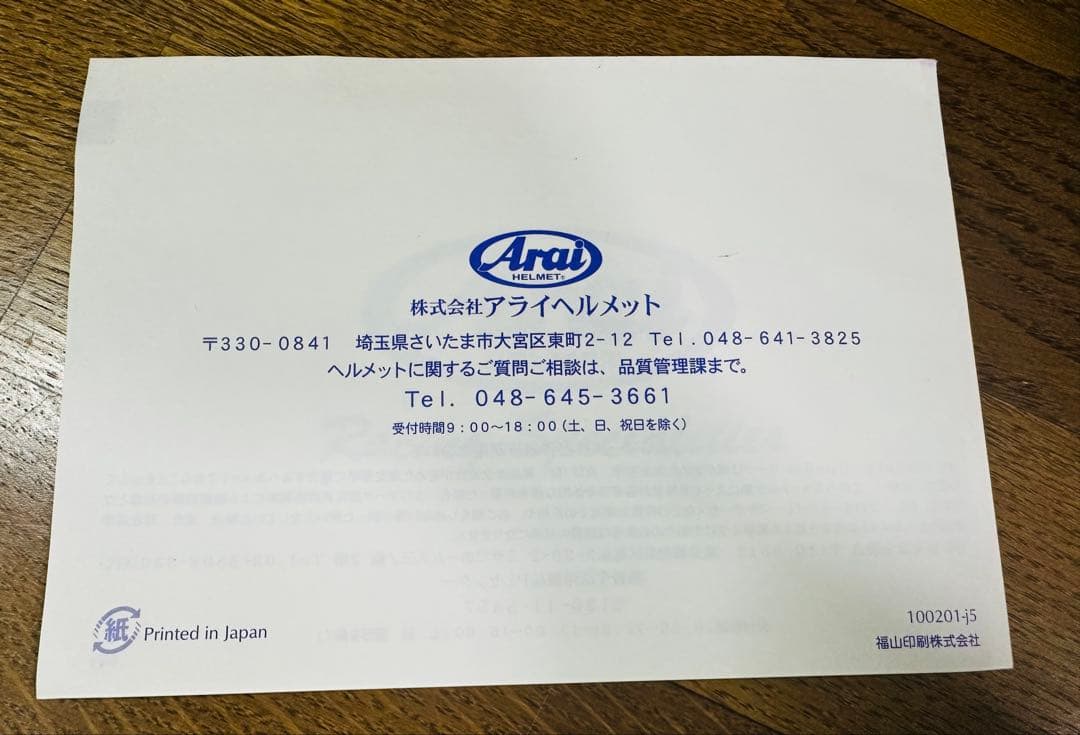 Arai
HELMET®
株式会社アライヘルメット
〒330-0841 埼玉県さいたま市大宮区東町2-12 Tel.048-641-3825
ヘルメットに関するご質問ご相談は、品質管理課まで。
Tel. 048-645-3661
受付時間9:00〜18:00(土、日、祝日を除く)
紙 Printed in Japan
100201-j5
福山印刷株式会社